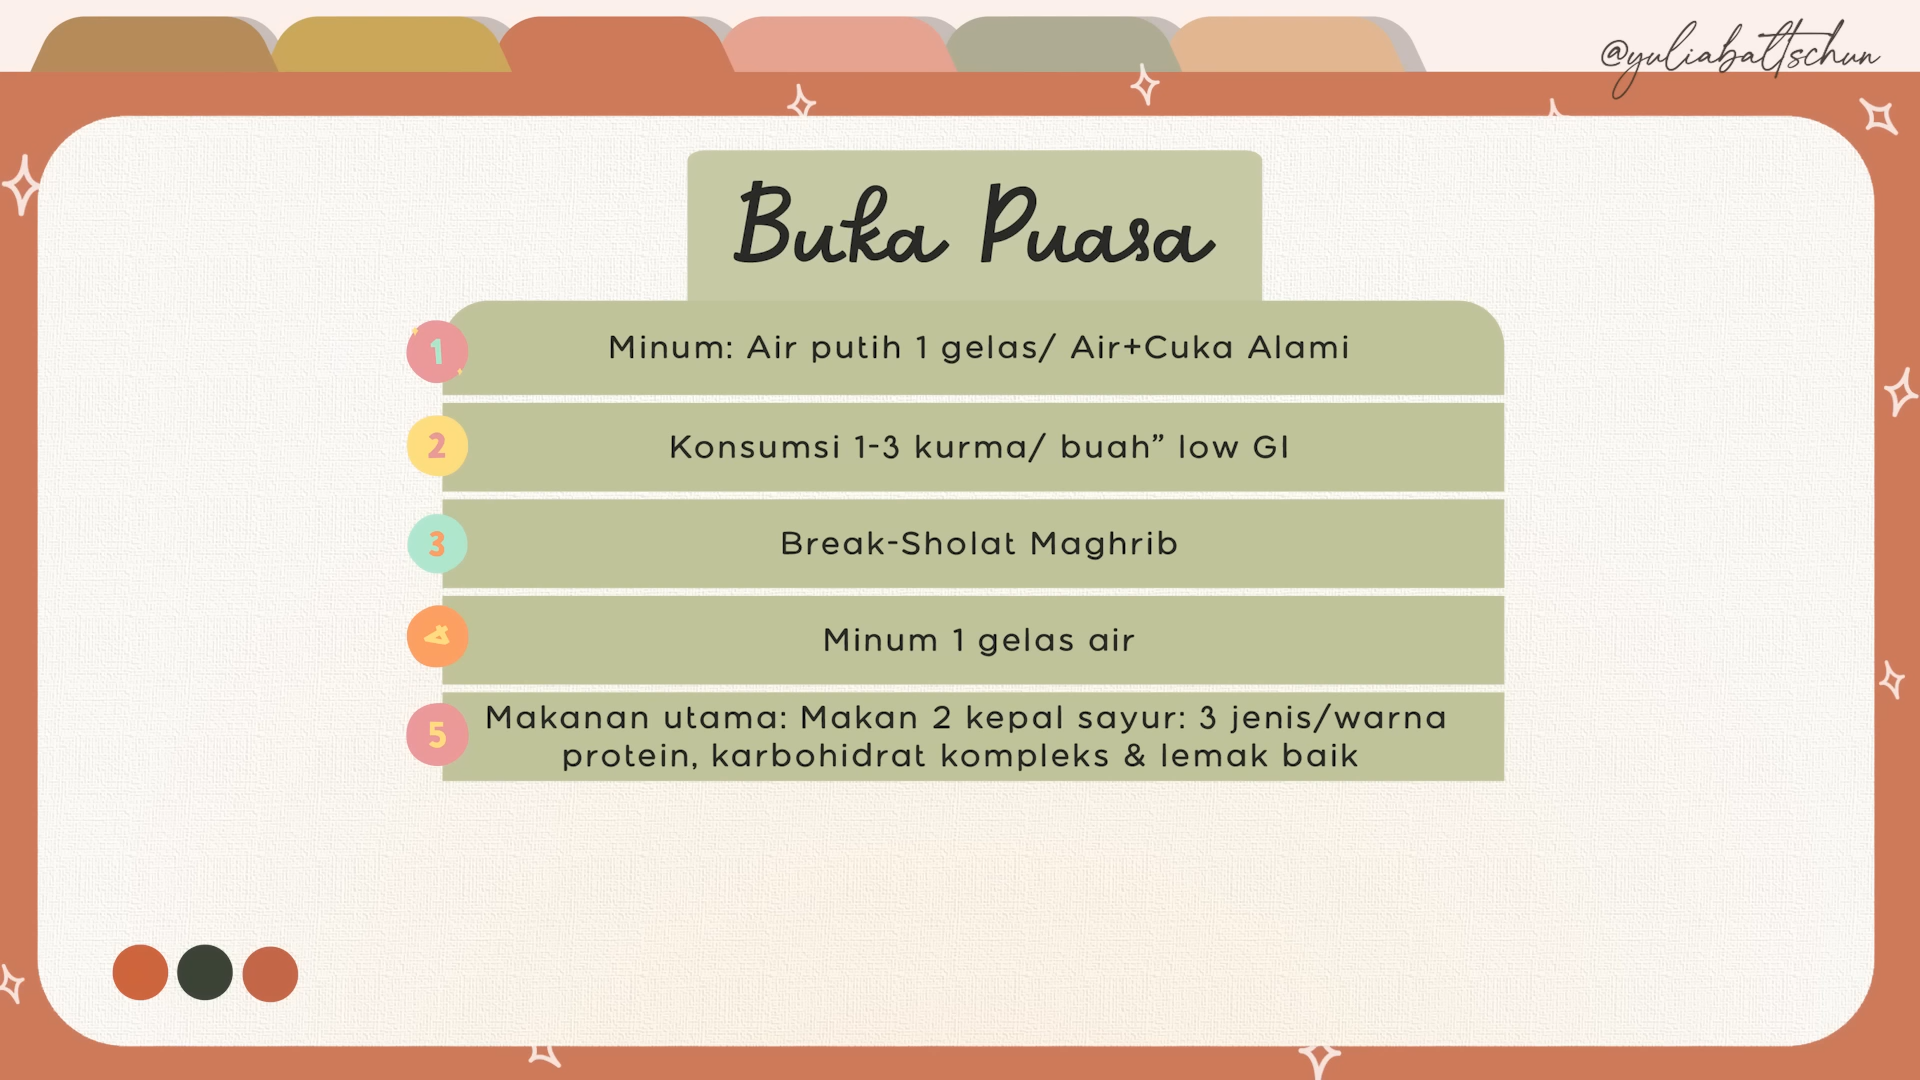 @yuliabaltschun
Buka Puasa
1
Minum: Air putih 1 gelas/ Air+Cuka Alami
2
Konsumsi 1-3 kurma/ buah” low GI
3
Break-Sholat Maghrib
4
Minum 1 gelas air
5
Makanan utama: Makan 2 kepal sayur: 3 jenis/warna
protein, karbohidrat kompleks & lemak baik